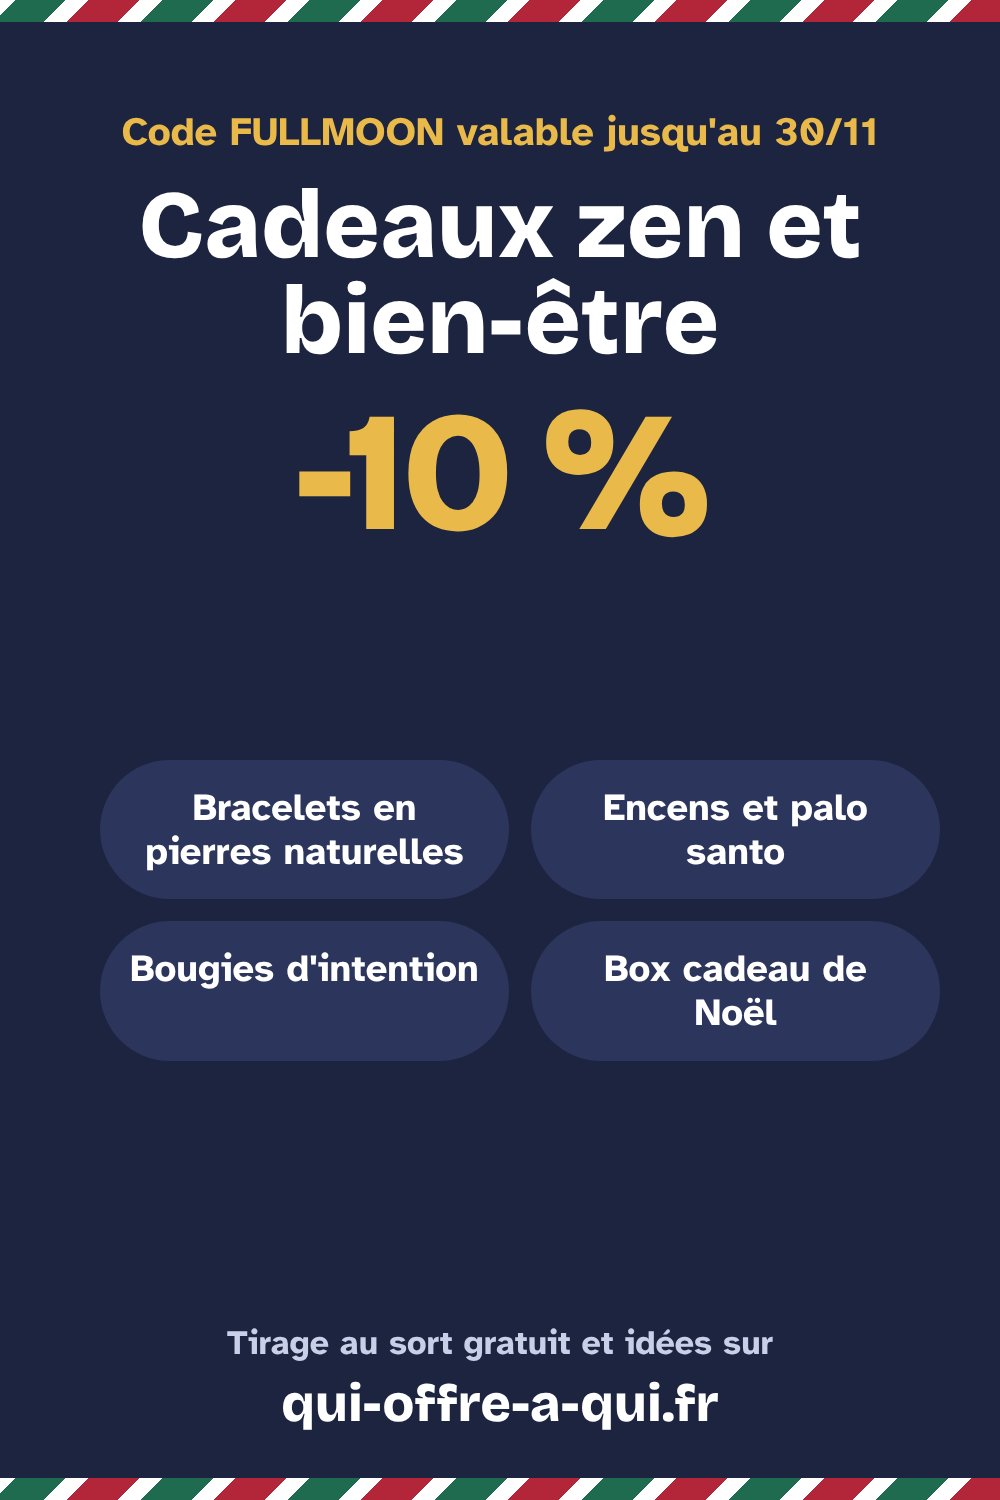 Code FULLMOON valable jusqu'au 30/11
Cadeaux zen et
bien-être
-10 %
Bracelets en
pierres naturelles
Encens et palo
santo
Bougies d'intention
Box cadeau de
Noël
Tirage au sort gratuit et idées sur
qui-offre-a-qui.fr